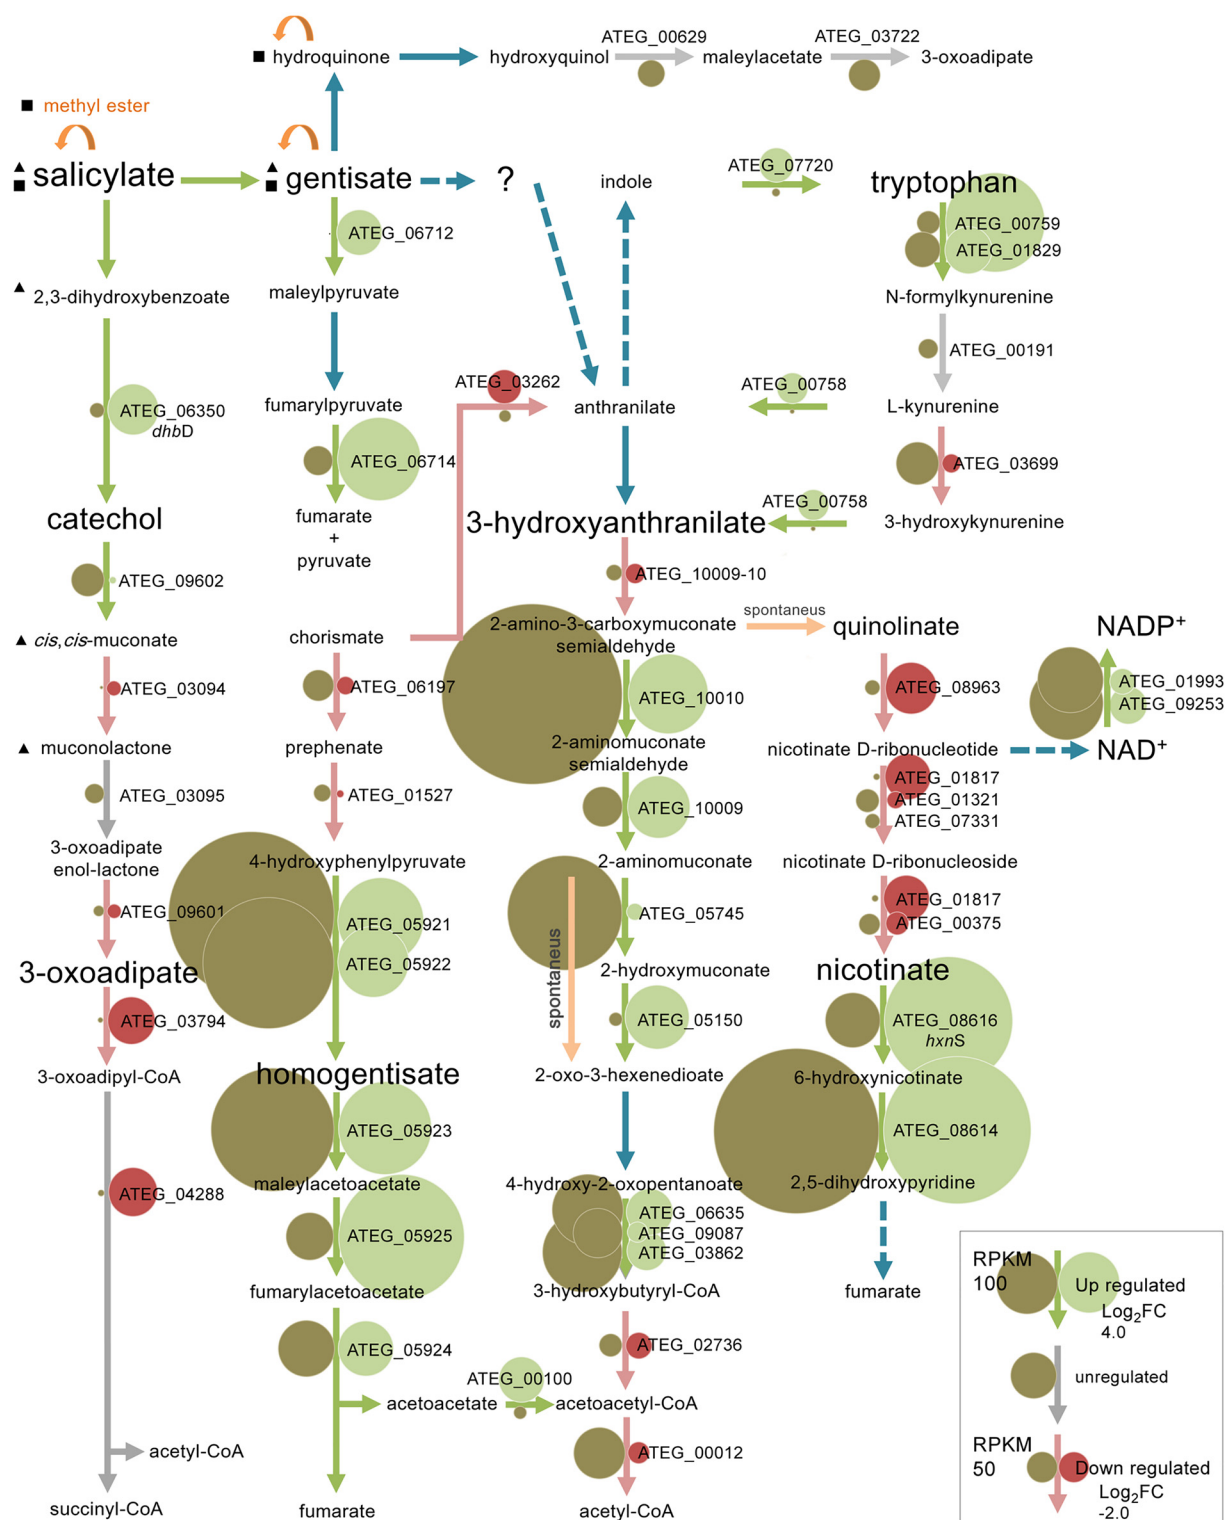 ■ hydroquinone
hydroxyquinol
ATEG_00629
maleylacetate
ATEG_03722
3-oxoadipate
■ methyl ester
▲
■ salicylate
▲
■ gentisate
?
indole
ATEG_07720
tryptophan
ATEG_06712
ATEG_00759
ATEG_01829
▲ 2,3-dihydroxybenzoate
maleylpyruvate
N-formylkynurenine
ATEG_00191
ATEG_06350
dhbD
fumarylpyruvate
ATEG_03262
anthranilate
ATEG_00758
L-kynurenine
ATEG_06714
ATEG_03699
catechol
fumarate
+
pyruvate
3-hydroxyanthranilate
ATEG_00758
3-hydroxykynurenine
ATEG_09602
ATEG_10009-10
▲ cis,cis-muconate
chorismate
2-amino-3-carboxymuconate
semialdehyde
spontaneus
quinolinate
NADP+
ATEG_03094
ATEG_06197
ATEG_10010
ATEG_08963
ATEG_01993
ATEG_09253
▲ muconolactone
prephenate
2-aminomuconate
semialdehyde
nicotinate D-ribonucleotide
NAD+
ATEG_03095
ATEG_01527
ATEG_10009
ATEG_01817
ATEG_01321
ATEG_07331
3-oxoadipate
enol-lactone
4-hydroxyphenylpyruvate
2-aminomuconate
nicotinate D-ribonucleoside
ATEG_09601
ATEG_05921
ATEG_05922
spontaneus
ATEG_05745
ATEG_01817
ATEG_00375
3-oxoadipate
2-hydroxymuconate
nicotinate
ATEG_03794
ATEG_05150
ATEG_08616
hxnS
3-oxoadipyl-CoA
homogentisate
2-oxo-3-hexenedioate
6-hydroxynicotinate
ATEG_05923
ATEG_08614
ATEG_04288
maleylacetoacetate
4-hydroxy-2-oxopentanoate
2,5-dihydroxypyridine
ATEG_05925
ATEG_06635
ATEG_09087
ATEG_03862
fumarylacetoacetate
3-hydroxybutyryl-CoA
fumarate
ATEG_05924
ATEG_02736
ATEG_00100
acetoacetate
acetoacetyl-CoA
acetyl-CoA
ATEG_00012
succinyl-CoA
fumarate
acetyl-CoA
RPKM
100
Up regulated
Log2FC
4.0
unregulated
RPKM
50
Down regulated
Log2FC
-2.0